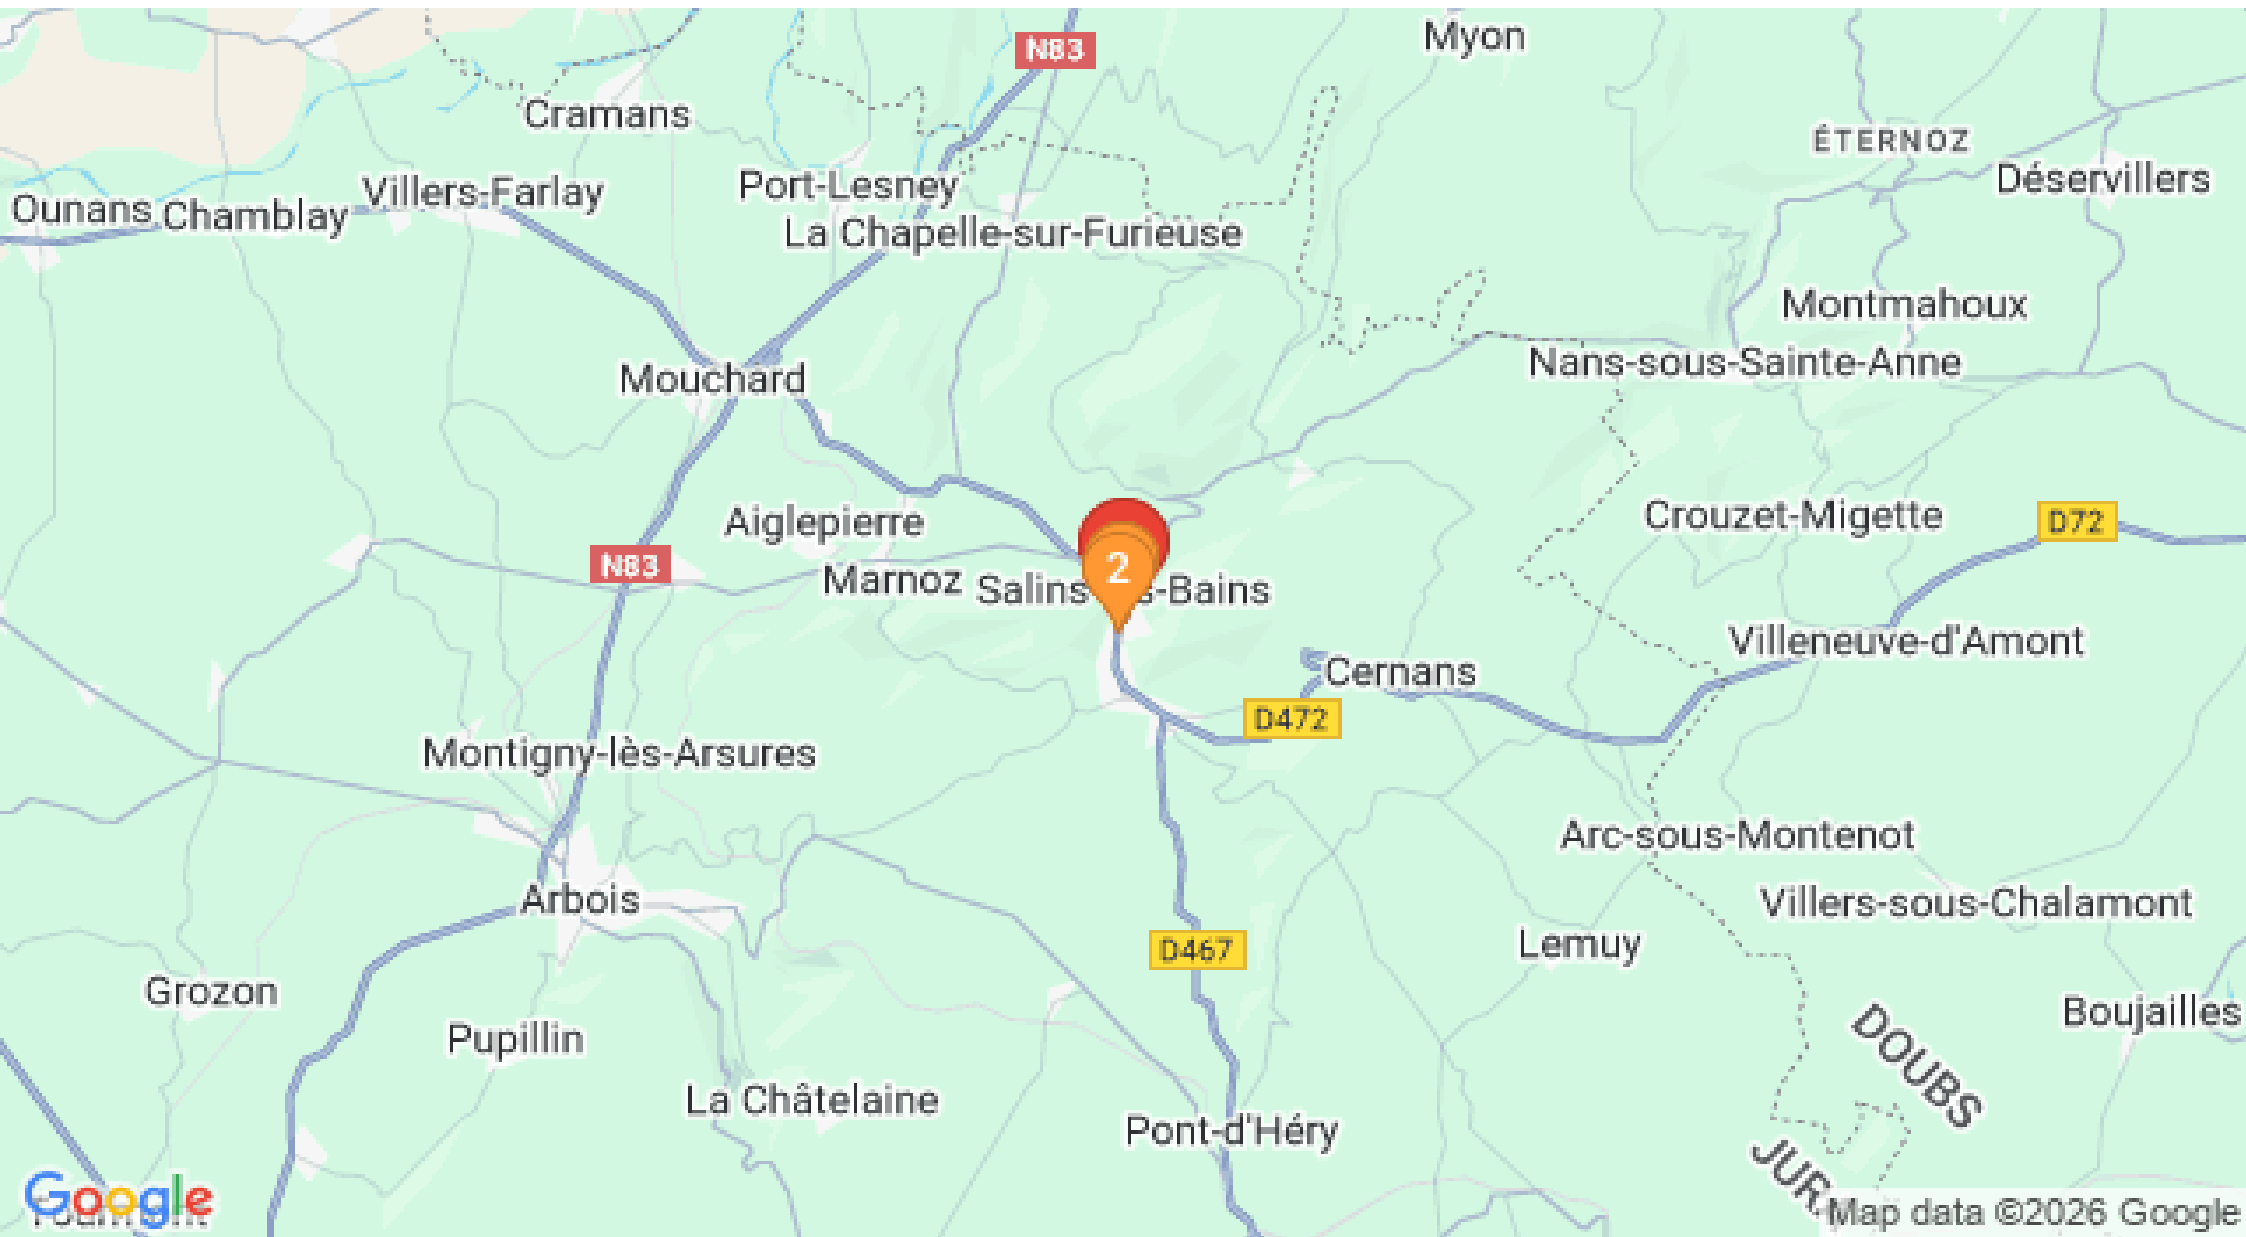 Myon
N83
Cramans
ÉTERNOZ
Déservillers
Villers-Farlay
Port-Lesney
Ounans
Chamblay
La Chapelle-sur-Furieuse
Montmahoux
Nans-sous-Sainte-Anne
Mouchard
Crouzet-Migette
D72
Aiglepierre
N83
2
Marnoz
Salins
s-Bains
Villeneuve-d'Amont
Cernans
D472
Montigny-lès-Arsures
Arc-sous-Montenot
Arbois
Villers-sous-Chalamont
Lemuy
D467
Grozon
Boujailles
Pupillin
DOUBS
La Châtelaine
Pont-d'Héry
JUR
Google
Map data ©2026 Google